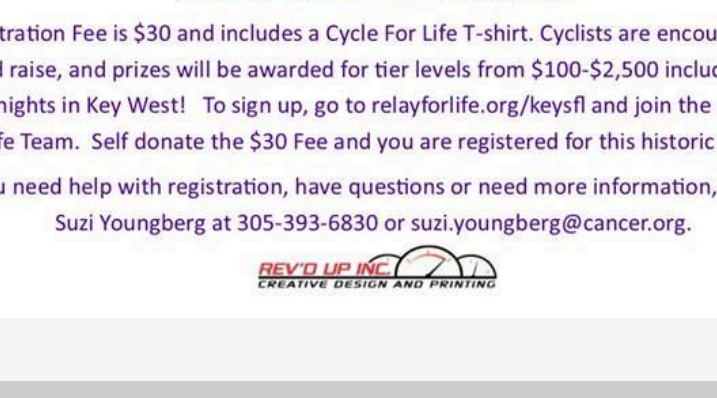 tration Fee is $30 and includes a Cycle For Life T-shirt. Cyclists are encou
d raise, and prizes will be awarded for tier levels from $100-$2,500 includ
nights in Key West!   To sign up, go to relayforlife.org/keysfl and join the
fe Team.  Self donate the $30 Fee and you are registered for this historic
u need help with registration, have questions or need more information,
Suzi Youngberg at 305-393-6830 or suzi.youngberg@cancer.org.
REV'D UP INC.
CREATIVE DESIGN AND PRINTING